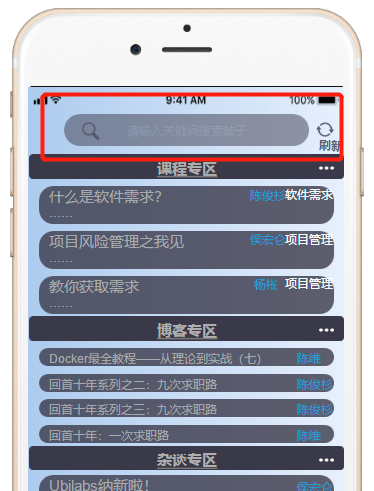 9:41 AM 100%
请输入关键词搜索帖子
刷新
课程专区
什么是软件需求? 陈俊杉 软件需求
......
项目风险管理之我见 侯宏仑 项目管理
......
教你获取需求 杨枨 项目管理
......
博客专区
Docker最全教程——从理论到实战（七） 陈雄
回首十年系列之二：九次求职路 陈俊杉
回首十年系列之三：九次求职路 陈俊杉
回首十年：一次求职路 陈雄
杂谈专区
Ubilabs纳新啦！ 侯宏仑